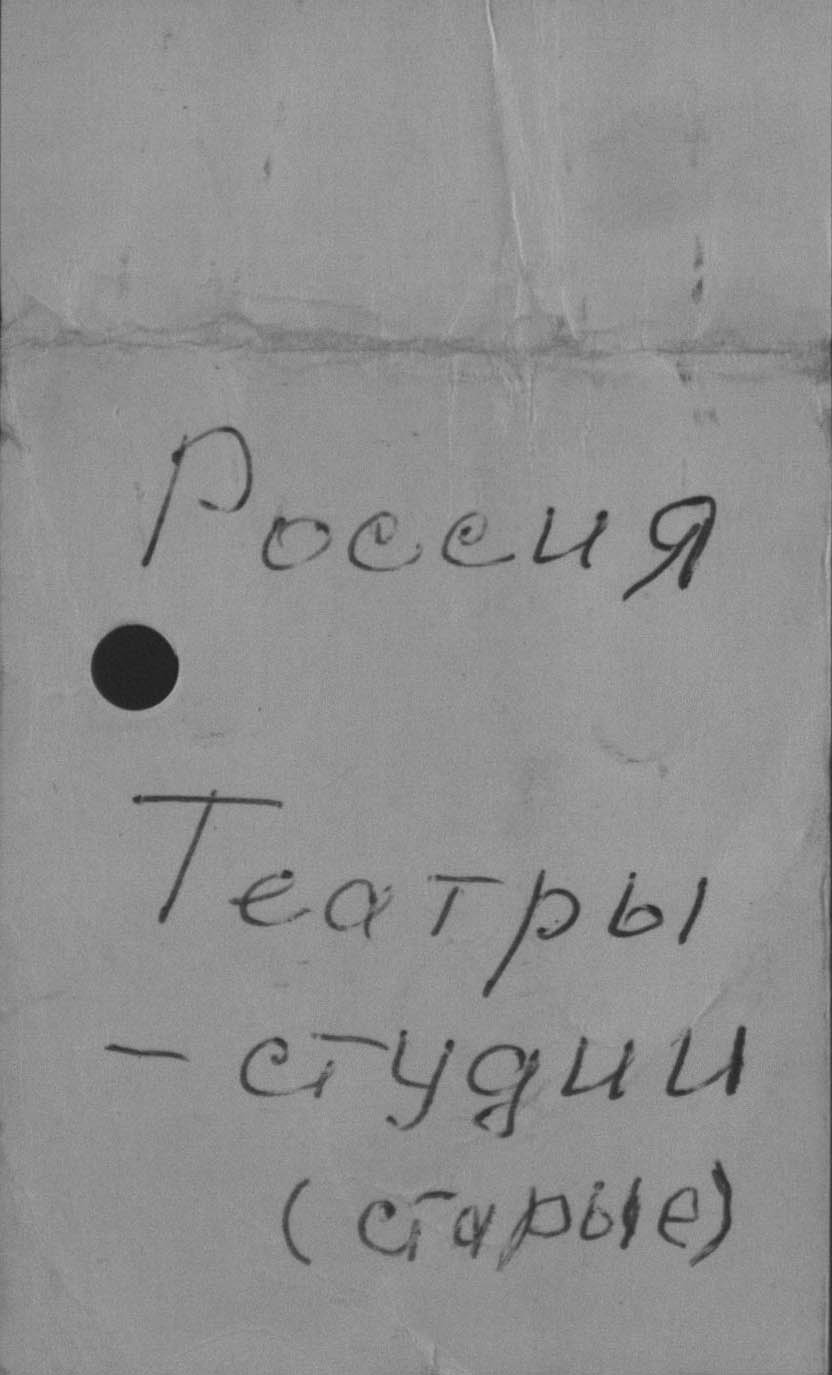 Россия
Театры
- студии
(старые)